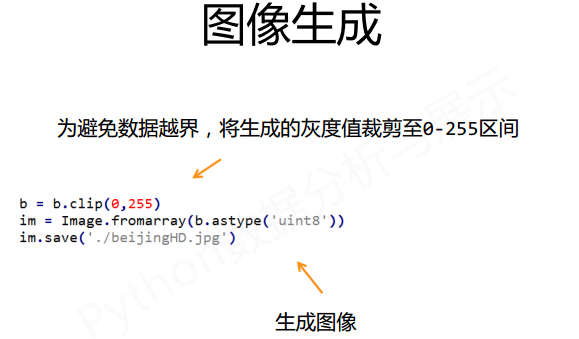 图像生成
为避免数据越界，将生成的灰度值裁剪至0-255区间
b = b.clip(0,255)
im = Image.fromarray(b.astype('uint8'))
im.save('./beijingHD.jpg')
生成图像
Python数据分析与展示